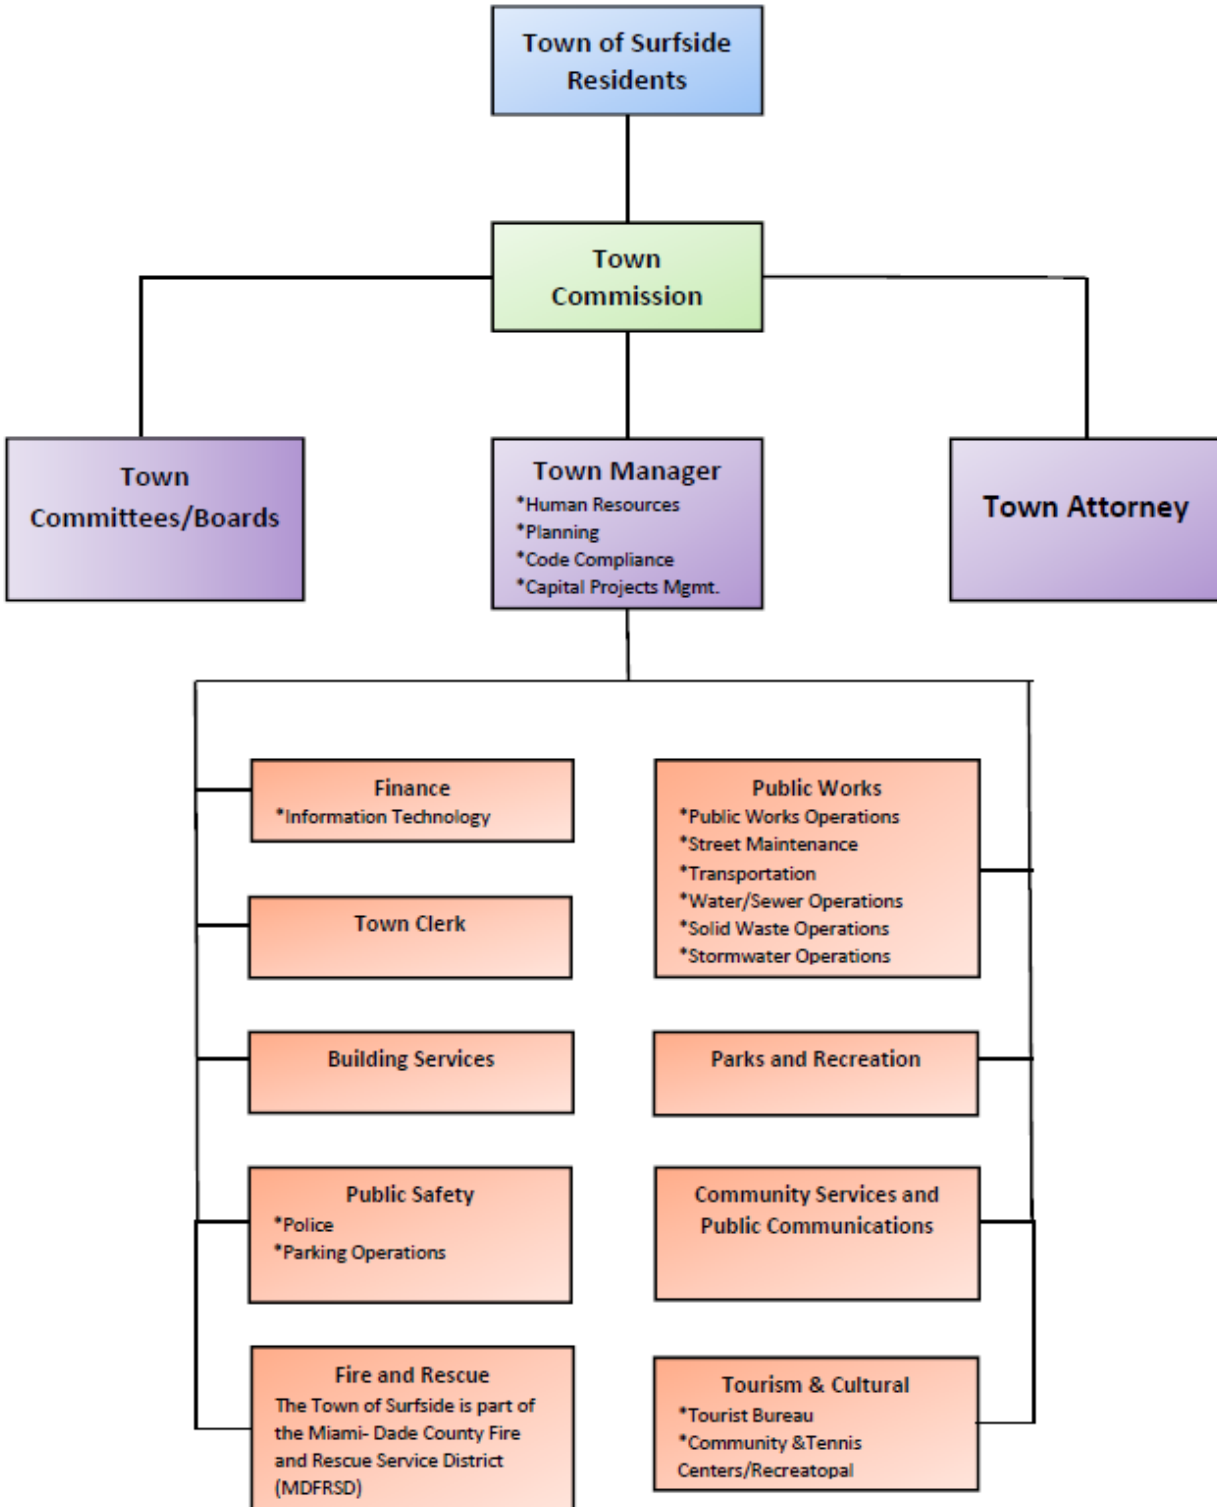 Town of Surfside
Residents
Town
Commission
Town
Committees/Boards
Town Manager
*Human Resources
*Planning
*Code Compliance
*Capital Projects Mgmt.
Town Attorney
Finance
*Information Technology
Town Clerk
Building Services
Public Safety
*Police
*Parking Operations
Fire and Rescue
The Town of Surfside is part of
the Miami- Dade County Fire
and Rescue Service District
(MDFRSD)
Public Works
*Public Works Operations
*Street Maintenance
*Transportation
*Water/Sewer Operations
*Solid Waste Operations
*Stormwater Operations
Parks and Recreation
Community Services and
Public Communications
Tourism & Cultural
*Tourist Bureau
*Community &Tennis
Centers/Recreatopal